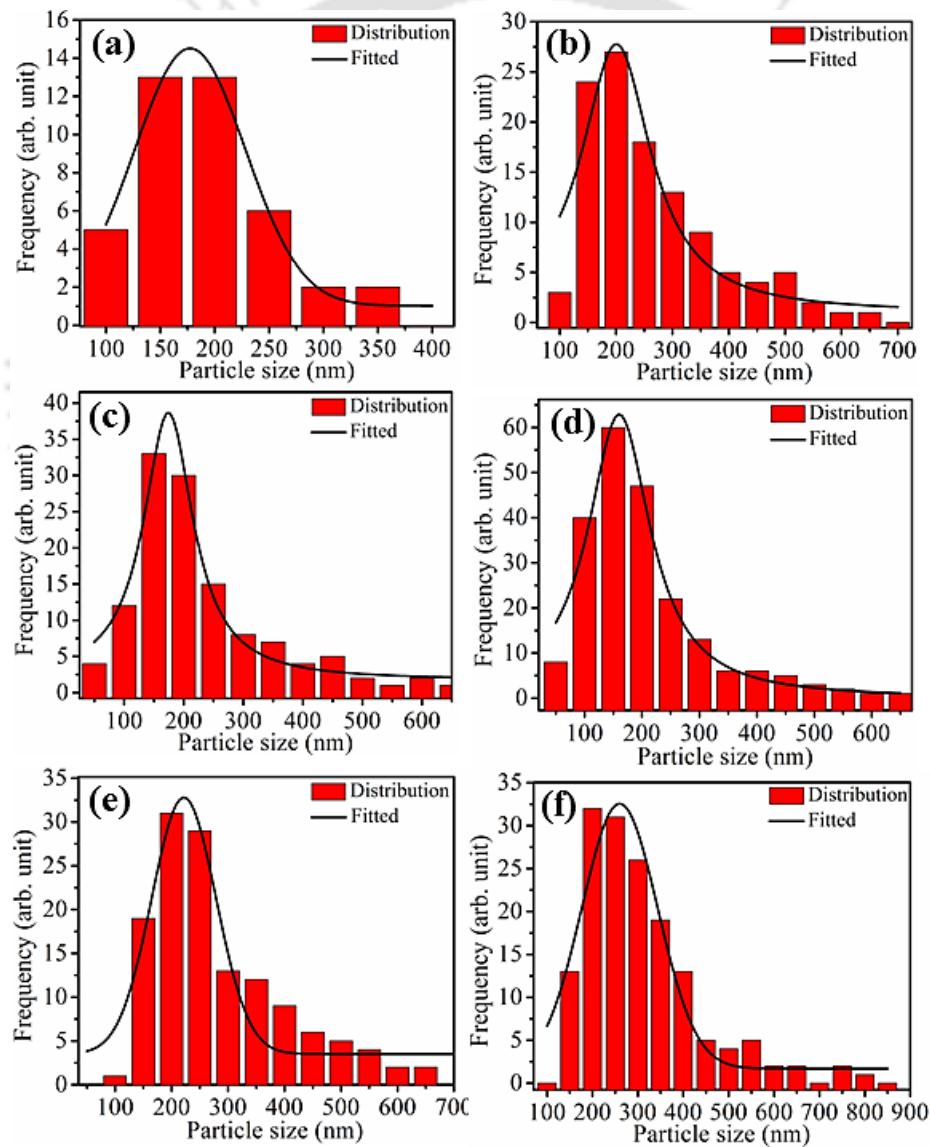 (a)
Distribution
Fitted
16
14
12
10
8
6
4
2
0
Frequency (arb. unit)
100 150 200 250 300 350 400
Particle size (nm)
(b)
Distribution
Fitted
30
25
20
15
10
5
0
Frequency (arb. unit)
100 200 300 400 500 600 700
Particle size (nm)
(c)
Distribution
Fitted
40
35
30
25
20
15
10
5
0
Frequency (arb. unit)
100 200 300 400 500 600
Particle size (nm)
(d)
Distribution
Fitted
60
50
40
30
20
10
0
Frequency (arb. unit)
100 200 300 400 500 600
Particle size (nm)
(e)
Distribution
Fitted
35
30
25
20
15
10
5
0
Frequency (arb. unit)
100 200 300 400 500 600 700
Particle size (nm)
(f)
Distribution
Fitted
35
30
25
20
15
10
5
0
Frequency (arb. unit)
100 200 300 400 500 600 700 800 900
Particle size (nm)